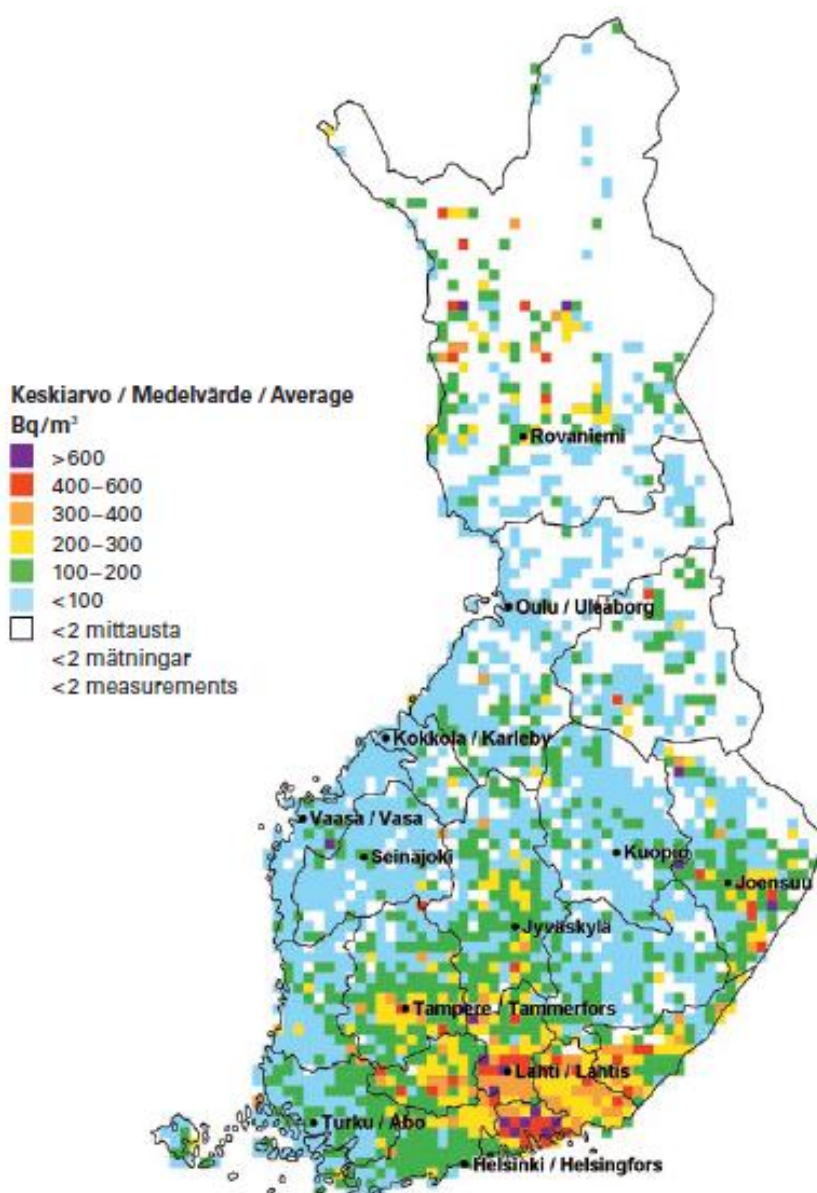 Keskiarvo / Medelvärde / Average
Bq/m³
>600
400–600
300–400
200–300
100–200
<100
<2 mittausta
<2 mätningar
<2 measurements
Rovaniemi
Oulu / Uleåborg
Kokkola / Karleby
Vaasa / Vasa
Seinäjoki
Kuopio
Joensuu
Jyväskylä
Tampere / Tammerfors
Lahti / Lahtis
Turku / Åbo
Helsinki / Helsingfors